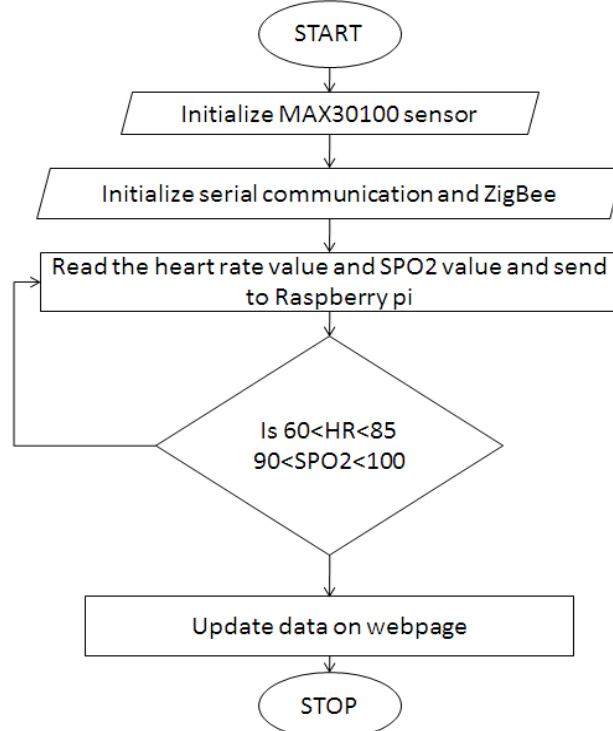 START
Initialize MAX30100 sensor
Initialize serial communication and ZigBee
Read the heart rate value and SPO2 value and send
to Raspberry pi
Is 60<HR<85
90<SPO2<100
Update data on webpage
STOP